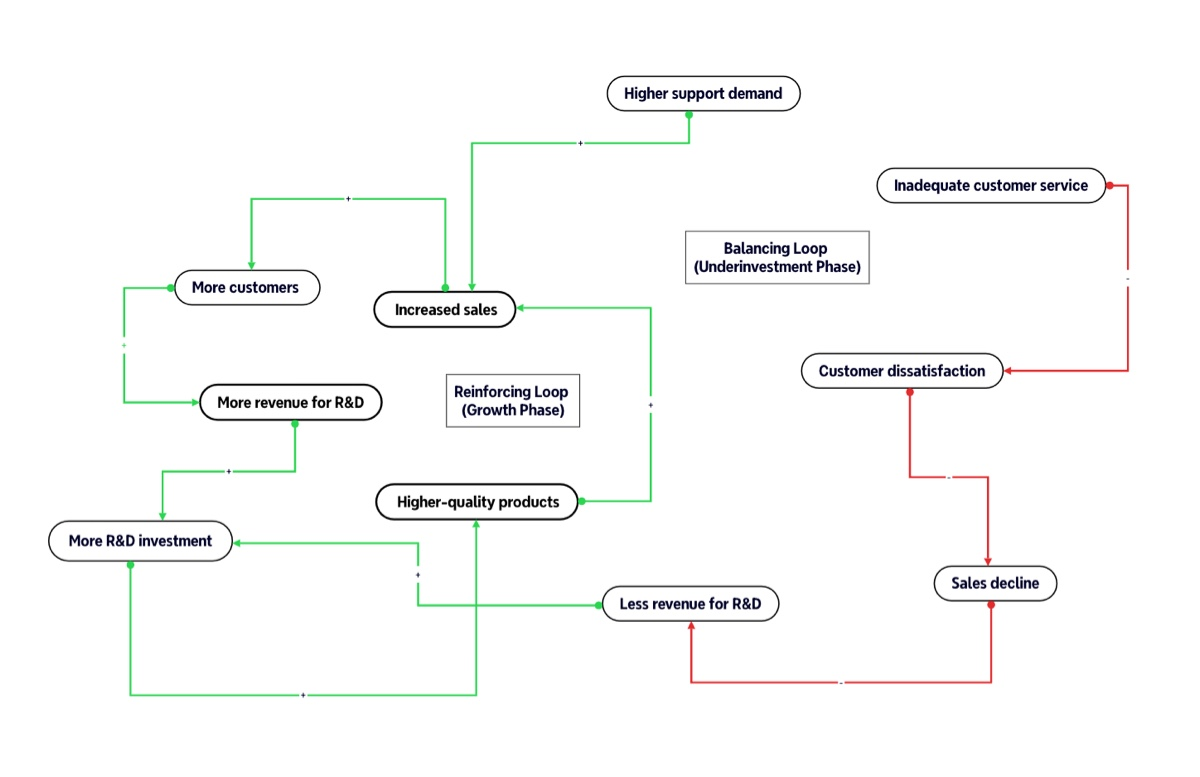 Higher support demand
+
Inadequate customer service
+
Balancing Loop
(Underinvestment Phase)
-
More customers
Increased sales
+
Customer dissatisfaction
Reinforcing Loop
(Growth Phase)
More revenue for R&D
+
+
-
Higher-quality products
More R&D investment
+
Sales decline
Less revenue for R&D
-
+